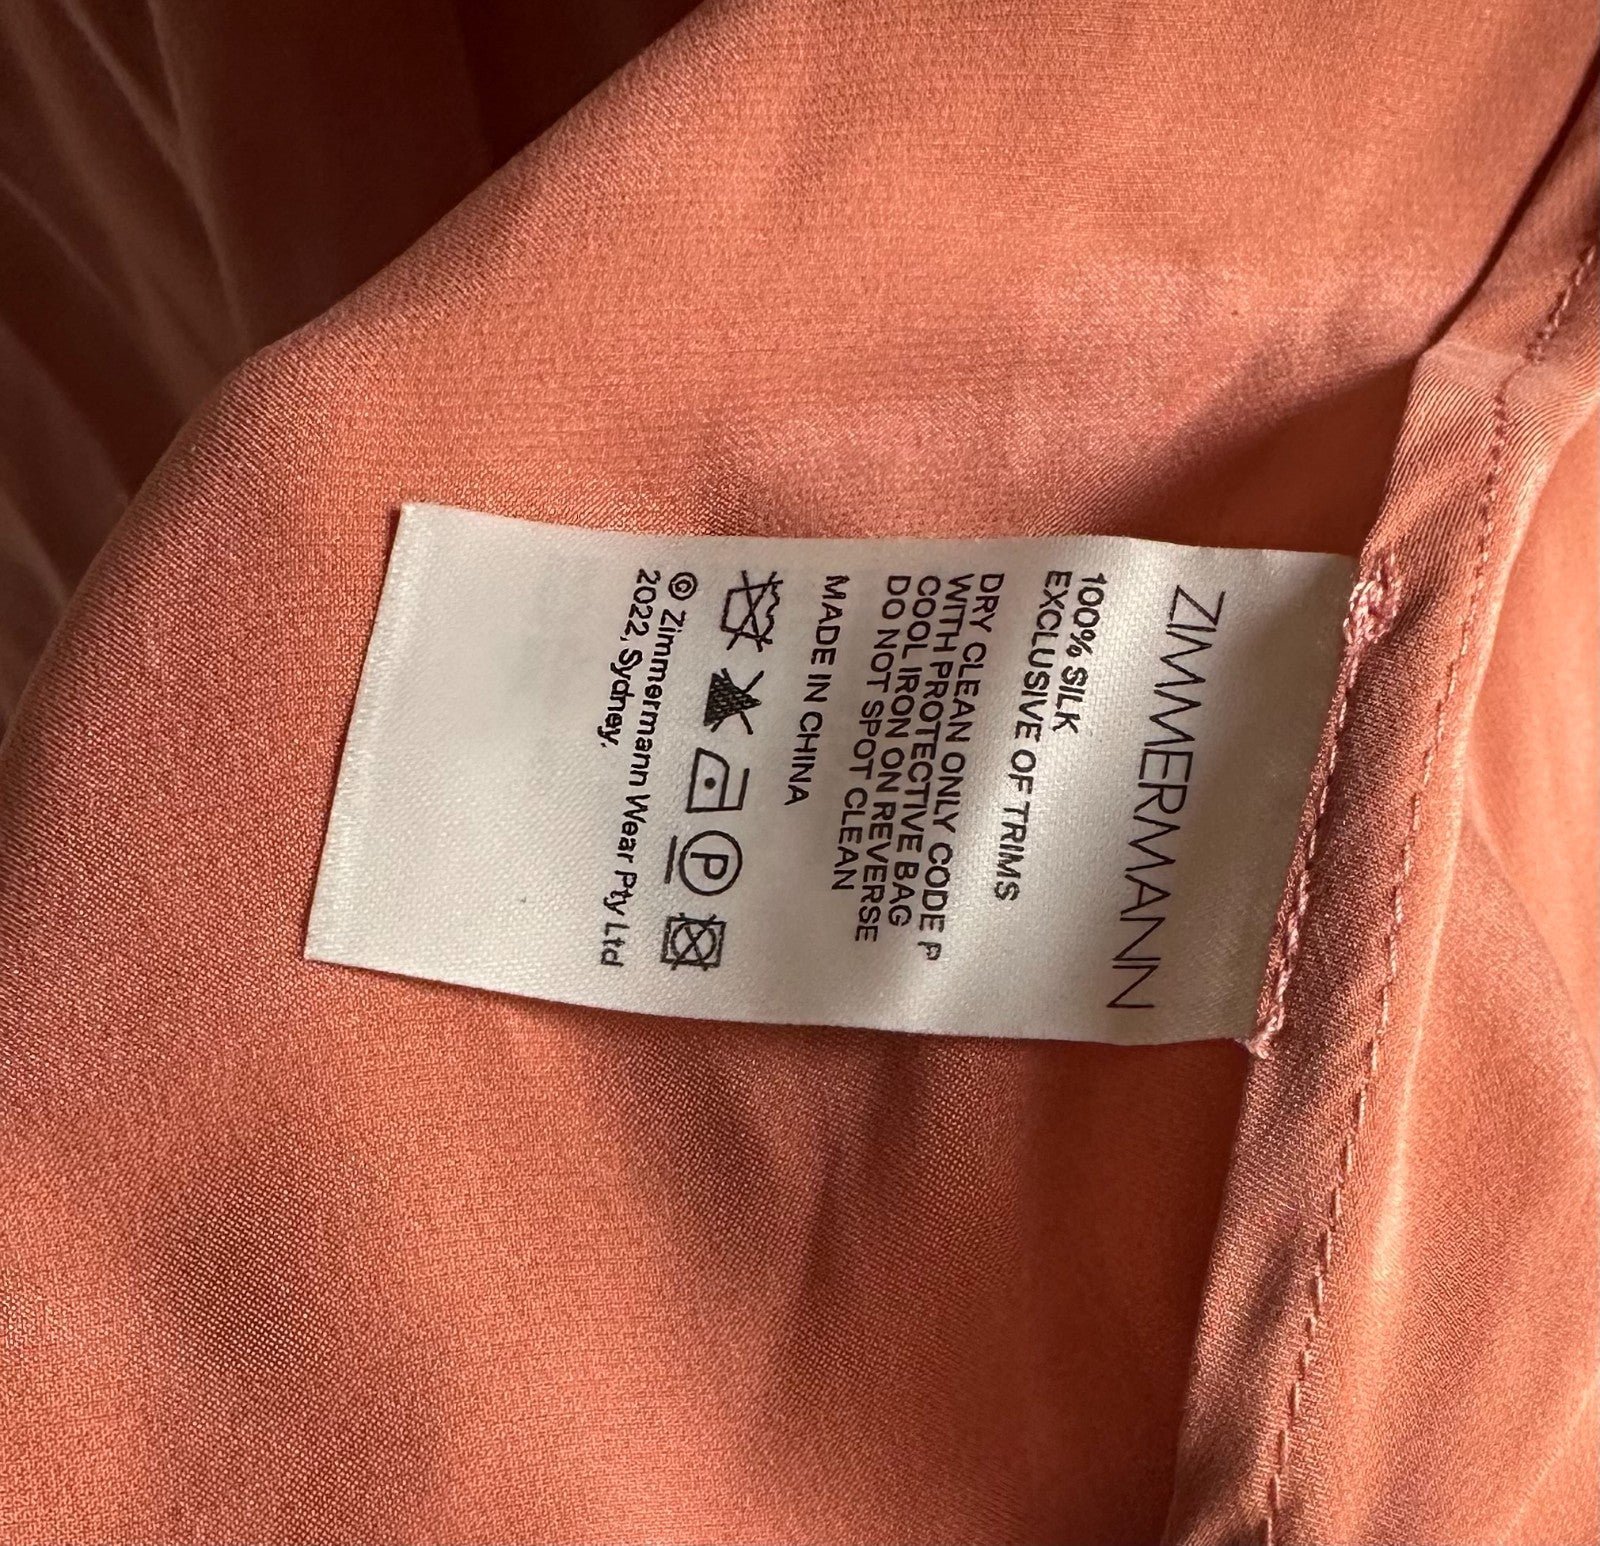 ZIMMERMANN
100% SILK
EXCLUSIVE OF TRIMS
DRY CLEAN ONLY CODE P
WITH PROTECTIVE BAG
COOL IRON ON REVERSE
DO NOT SPOT CLEAN
MADE IN CHINA
P
© Zimmermann Wear Pty Ltd
2022, Sydney.